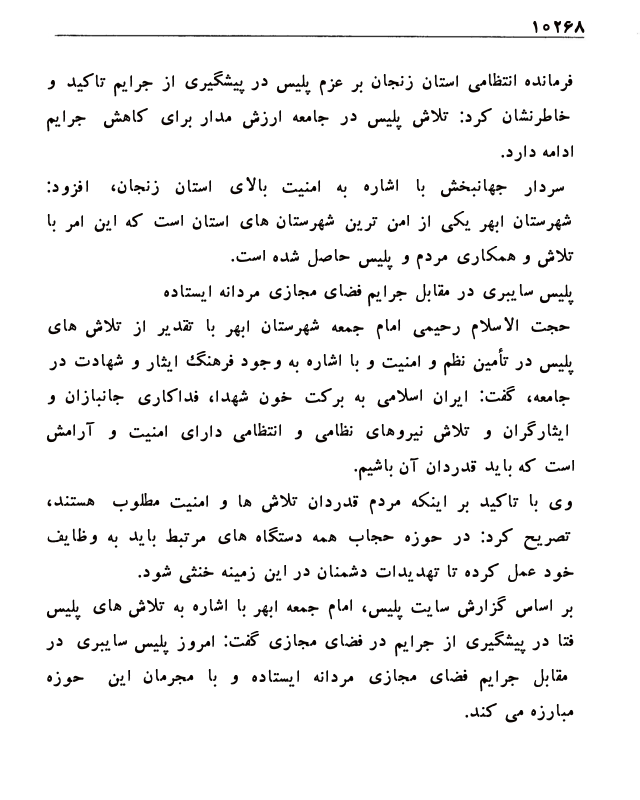 ۱۰۲۶۸
فرمانده انتظامی استان زنجان بر عزم پلیس در پیشگیری از جرایم تاکید و
خاطرنشان کرد: تلاش پلیس در جامعه ارزش مدار برای کاهش جرایم
ادامه دارد.
سردار جهانبخش با اشاره به امنیت بالای استان زنجان، افزود:
شهرستان ابهر یکی از امن ترین شهرستان های استان است که این امر با
تلاش و همکاری مردم و پلیس حاصل شده است.
پلیس سایبری در مقابل جرایم فضای مجازی مردانه ایستاده
حجت الاسلام رحیمی امام جمعه شهرستان ابهر با تقدیر از تلاش های
پلیس در تأمین نظم و امنیت و با اشاره به وجود فرهنگ ایثار و شهادت در
جامعه، گفت: ایران اسلامی به برکت خون شهدا، فداکاری جانبازان و
ایثارگران و تلاش نیروهای نظامی و انتظامی دارای امنیت و آرامش
است که باید قدردان آن باشیم.
وی با تاکید بر اینکه مردم قدردان تلاش ها و امنیت مطلوب هستند،
تصریح کرد: در حوزه حجاب همه دستگاه های مرتبط باید به وظایف
خود عمل کرده تا تهدیدات دشمنان در این زمینه خنثی شود.
بر اساس گزارش سایت پلیس، امام جمعه ابهر با اشاره به تلاش های پلیس
فتا در پیشگیری از جرایم در فضای مجازی گفت: امروز پلیس سایبری در
مقابل جرایم فضای مجازی مردانه ایستاده و با مجرمان این حوزه
مبارزه می کند.